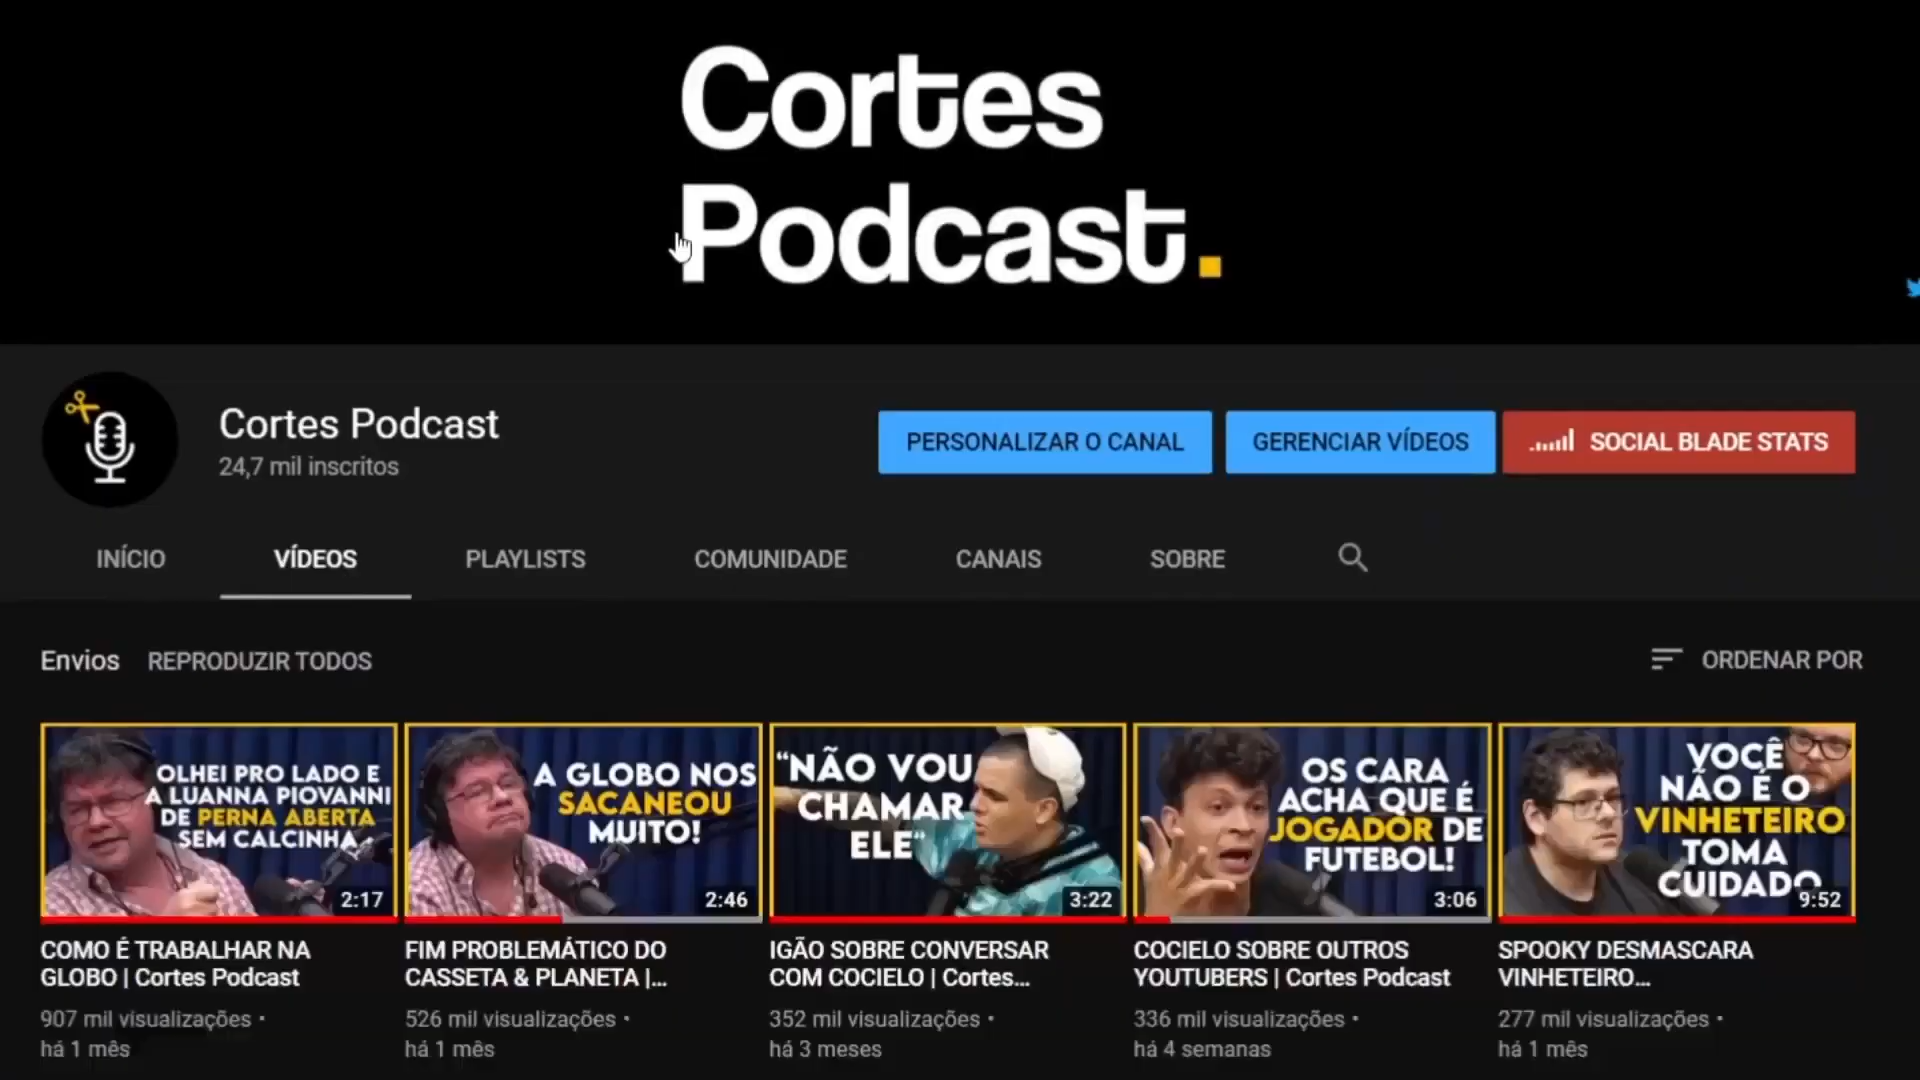 Cortes
Podcast.
Cortes Podcast
24,7 mil inscritos
PERSONALIZAR O CANAL
GERENCIAR VÍDEOS
SOCIAL BLADE STATS
INÍCIO
VÍDEOS
PLAYLISTS
COMUNIDADE
CANAIS
SOBRE
Envios
REPRODUZIR TODOS
ORDENAR POR
OLHEI PRO LADO E
A LUANNA PIOVANNI
DE PERNA ABERTA
SEM CALCINHA
2:17
A GLOBO NOS
SACANEOU
MUITO!
2:46
"NÃO VOU
CHAMAR
ELE"
3:22
OS CARA
ACHA QUE É
JOGADOR DE
FUTEBOL!
3:06
VOCÊ
NÃO É O
VINHETEIRO
TOMA
CUIDADO
9:52
COMO É TRABALHAR NA
GLOBO | Cortes Podcast
907 mil visualizações •
há 1 mês
FIM PROBLEMÁTICO DO
CASSETA & PLANETA |...
526 mil visualizações •
há 1 mês
IGÃO SOBRE CONVERSAR
COM COCIELO | Cortes...
352 mil visualizações •
há 3 meses
COCIELO SOBRE OUTROS
YOUTUBERS | Cortes Podcast
336 mil visualizações •
há 4 semanas
SPOOKY DESMASCARA
VINHETEIRO...
277 mil visualizações •
há 1 mês